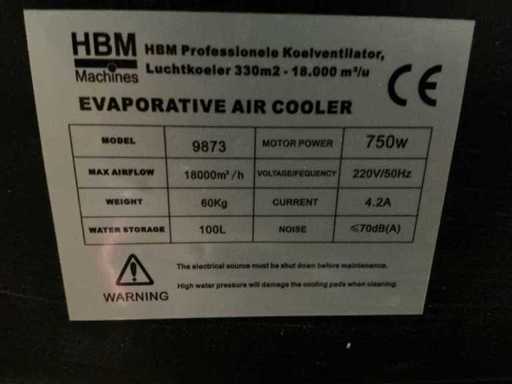 HBM
Machines
HBM Professionele Koelventilator,
Luchtkoeler 330m2 - 18.000 m³/u
CE
EVAPORATIVE AIR COOLER
MODEL 9873 MOTOR POWER 750W
MAX AIRFLOW 18000m³/h VOLTAGE/FEQUENCY 220V/50Hz
WEIGHT 60Kg CURRENT 4.2A
WATER STORAGE 100L NOISE ≤70dB(A)
WARNING
The electrical source must be shut down before maintenance.
High water pressure will damage the cooling pads when cleaning.